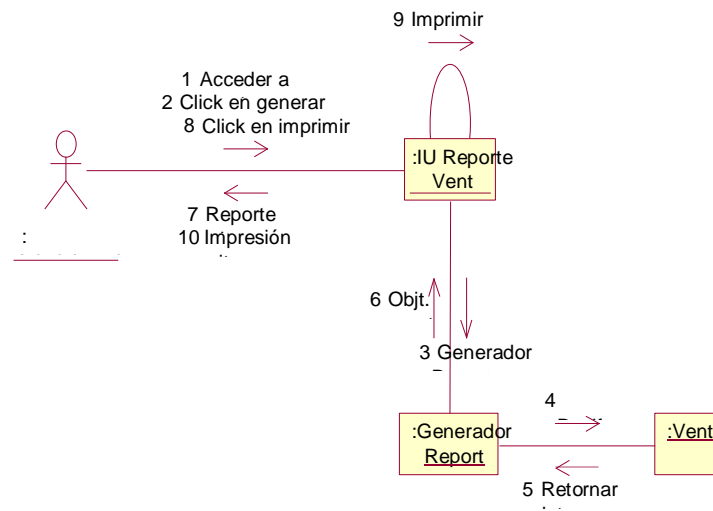 9 Imprimir
1 Acceder a
2 Click en generar
8 Click en imprimir
:IU Reporte
Vent
7 Reporte
10 Impresión
:
6 Objt.
3 Generador
4
:Generador
Report
:Vent
5 Retornar